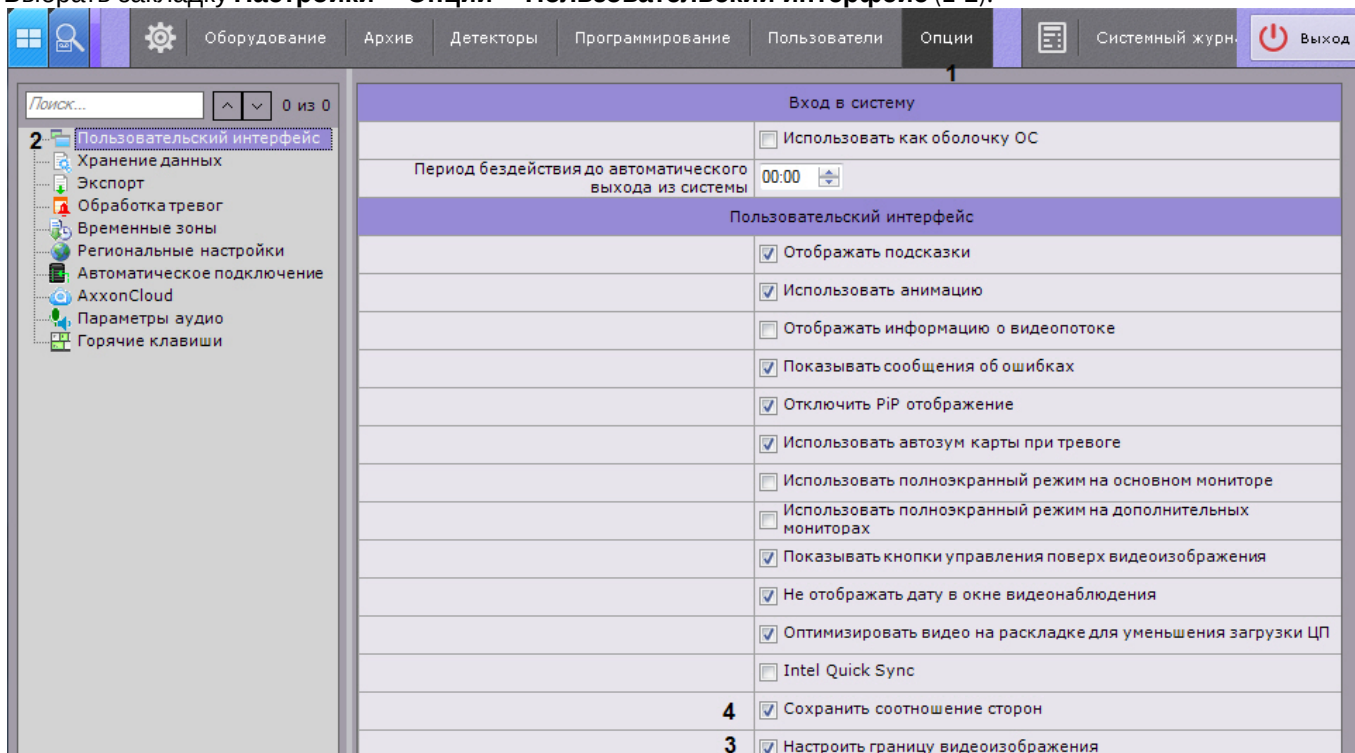 Выбрать закладку Настройки – Опции – Пользовательский интерфейс (1-2).
Оборудование Архив Детекторы Программирование Пользователи Опции Системный журн Выход
1
Поиск... 0 из 0
2 Пользовательский интерфейс
Хранение данных
Экспорт
Обработка тревог
Временные зоны
Региональные настройки
Автоматическое подключение
AxxonCloud
Параметры аудио
Горячие клавиши
Вход в систему
Использовать как оболочку ОС
Период бездействия до автоматического
выхода из системы
00:00
Пользовательский интерфейс
Отображать подсказки
Использовать анимацию
Отображать информацию о видеопотоке
Показывать сообщения об ошибках
Отключить PiP отображение
Использовать автозум карты при тревоге
Использовать полноэкранный режим на основном мониторе
Использовать полноэкранный режим на дополнительных
мониторах
Показывать кнопки управления поверх видеоизображения
Не отображать дату в окне видеонаблюдения
Оптимизировать видео на раскладке для уменьшения загрузки ЦП
Intel Quick Sync
4 Сохранить соотношение сторон
3 Настроить границу видеоизображения